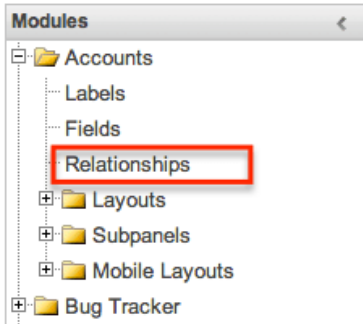 Modules
Accounts
Labels
Fields
Relationships
Layouts
Subpanels
Mobile Layouts
Bug Tracker